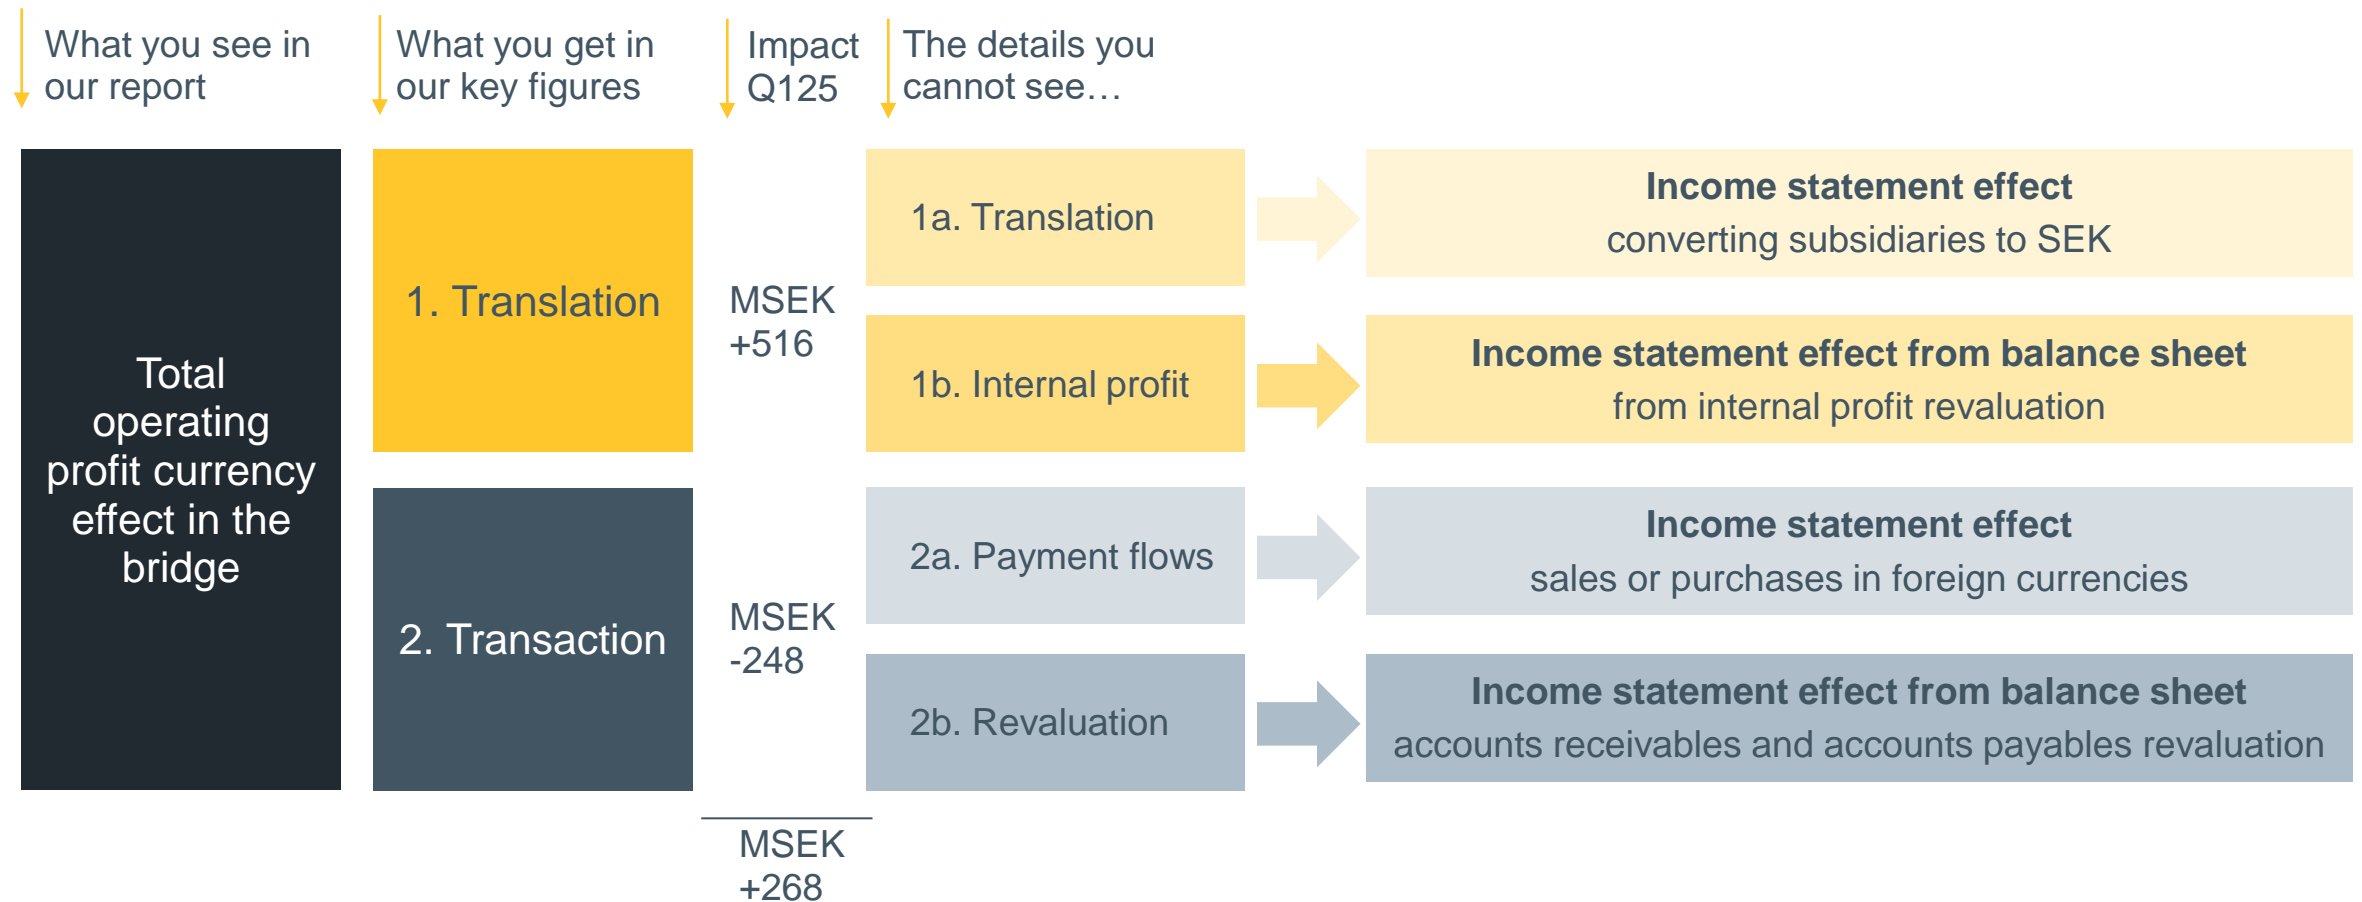 What you see in
our report
What you get in
our key figures
Impact
Q125
The details you
cannot see…
Total
operating
profit currency
effect in the
bridge
1. Translation
MSEK
+516
1a. Translation
Income statement effect
converting subsidiaries to SEK
1b. Internal profit
Income statement effect from balance sheet
from internal profit revaluation
2. Transaction
MSEK
-248
2a. Payment flows
Income statement effect
sales or purchases in foreign currencies
2b. Revaluation
Income statement effect from balance sheet
accounts receivables and accounts payables revaluation
MSEK
+268